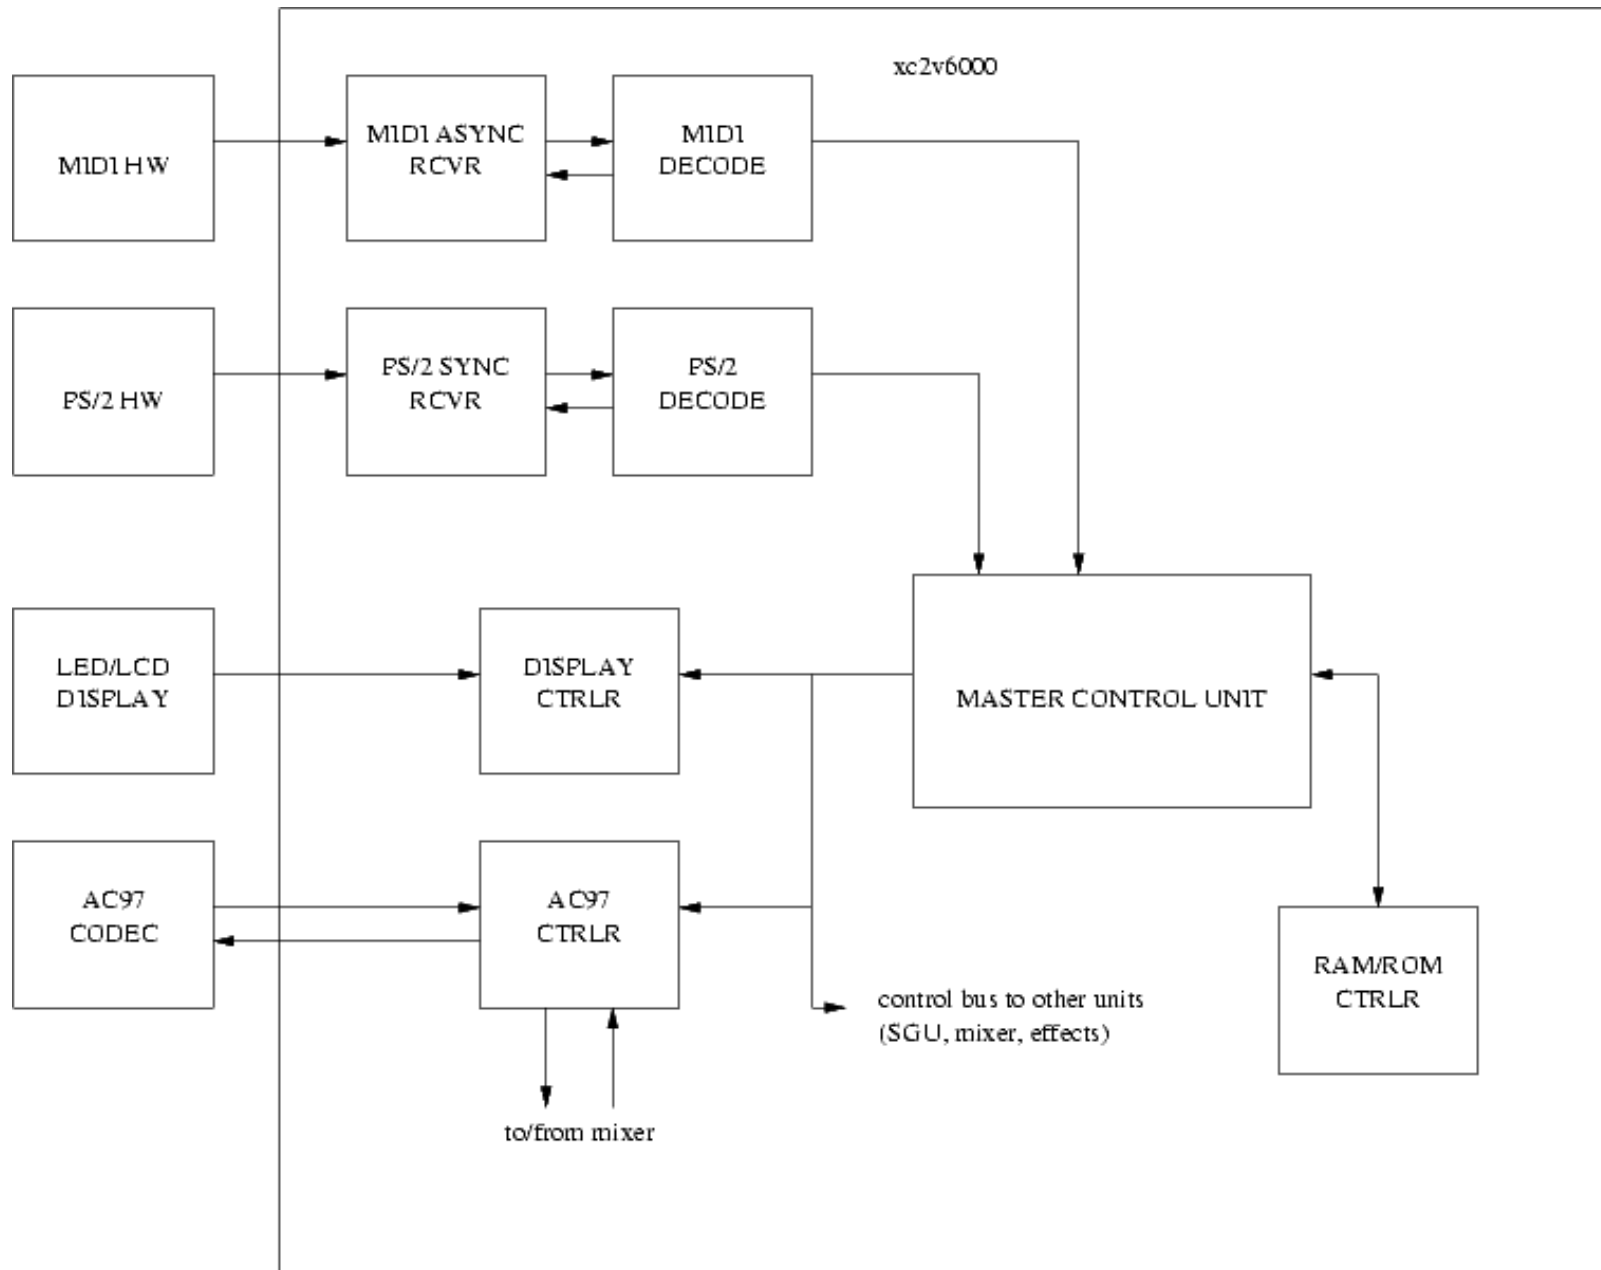 xc2v6000
MIDI HW
MIDI ASYNC
RCVR
MIDI
DECODE
PS/2 HW
PS/2 SYNC
RCVR
PS/2
DECODE
LED/LCD
DISPLAY
DISPLAY
CTRLR
MASTER CONTROL UNIT
AC97
CODEC
AC97
CTRLR
RAM/ROM
CTRLR
control bus to other units
(SGU, mixer, effects)
to/from mixer